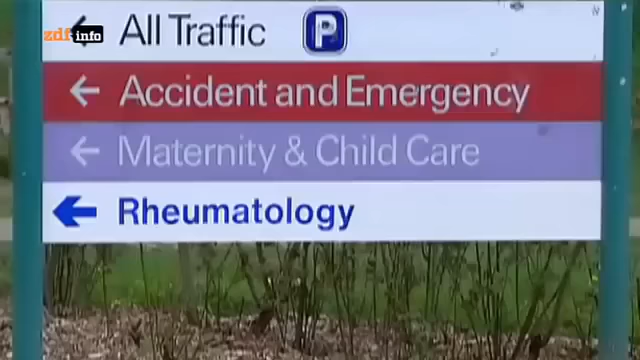 zdf info
All Traffic P
Accident and Emergency
Maternity & Child Care
Rheumatology